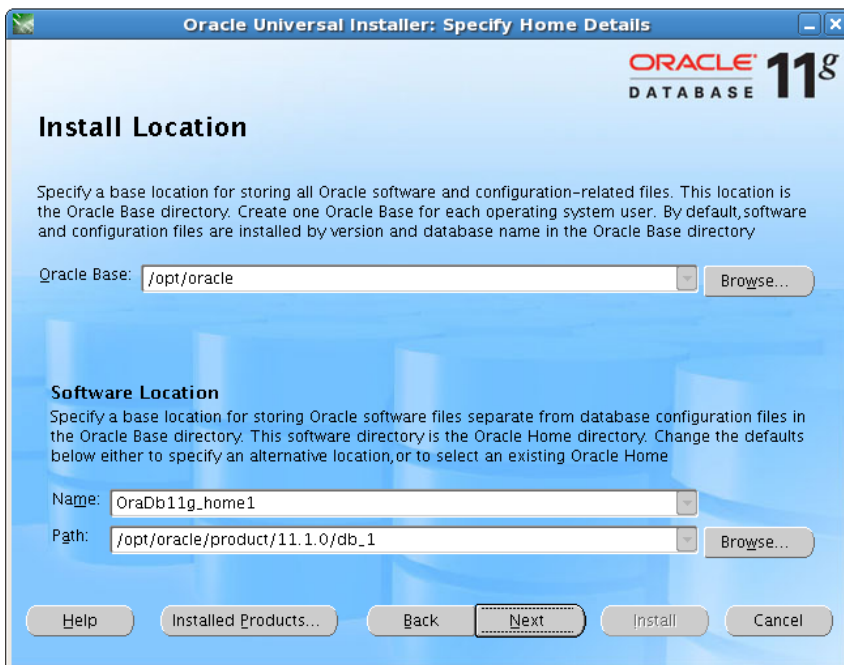 Oracle Universal Installer: Specify Home Details
ORACLE
DATABASE 11g
Install Location
Specify a base location for storing all Oracle software and configuration-related files. This location is
the Oracle Base directory. Create one Oracle Base for each operating system user. By default,software
and configuration files are installed by version and database name in the Oracle Base directory
Oracle Base: /opt/oracle Browse...
Software Location
Specify a base location for storing Oracle software files separate from database configuration files in
the Oracle Base directory. This software directory is the Oracle Home directory. Change the defaults
below either to specify an alternative location,or to select an existing Oracle Home
Name: OraDb11g_home1
Path: /opt/oracle/product/11.1.0/db_1 Browse...
Help Installed Products... Back Next Install Cancel